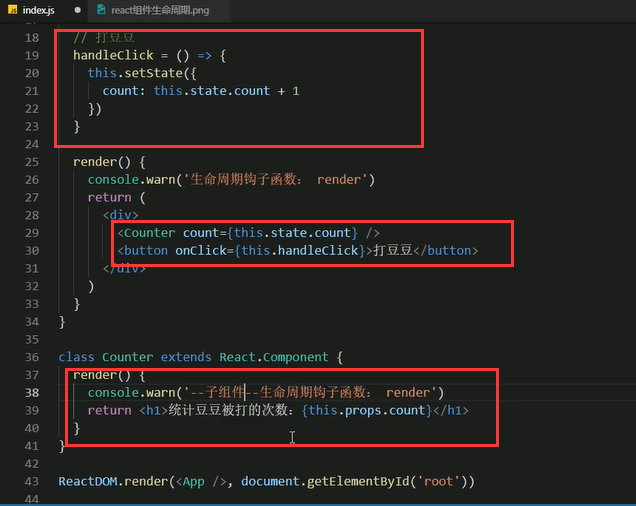 index.js react组件生命周期.png
18 // 打豆豆
19 handleClick = () => {
20 this.setState({
21 count: this.state.count + 1
22 })
23 }
24
25 render() {
26 console.warn('生命周期钩子函数： render')
27 return (
28 <div>
29 <Counter count={this.state.count} />
30 <button onClick={this.handleClick}>打豆豆</button>
31 </div>
32 )
33 }
34 }
35
36 class Counter extends React.Component {
37 render() {
38 console.warn('--子组件--生命周期钩子函数： render')
39 return <h1>统计豆豆被打的次数：{this.props.count}</h1>
40 }
41 }
42
43 ReactDOM.render(<App />, document.getElementById('root'))
44